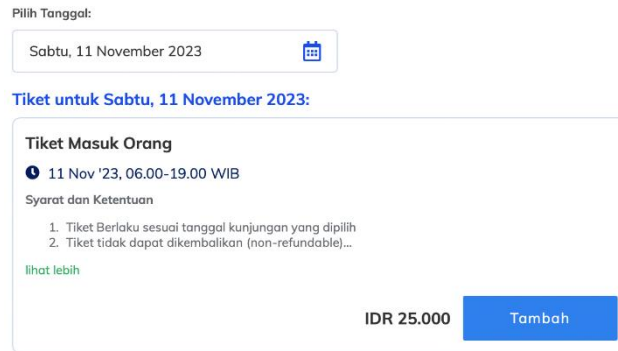 Pilih Tanggal:
Sabtu, 11 November 2023
Tiket untuk Sabtu, 11 November 2023:
Tiket Masuk Orang
11 Nov '23, 06.00-19.00 WIB
Syarat dan Ketentuan
1. Tiket Berlaku sesuai tanggal kunjungan yang dipilih
2. Tiket tidak dapat dikembalikan (non-refundable)...
lihat lebih
IDR 25.000 Tambah